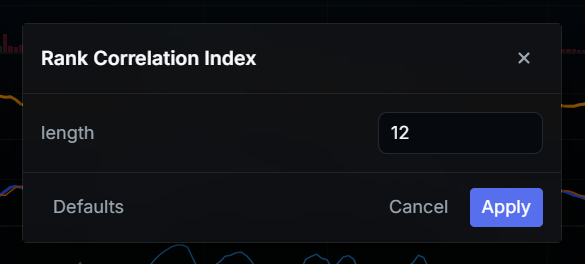 Rank Correlation Index
length
12
Defaults
Cancel
Apply